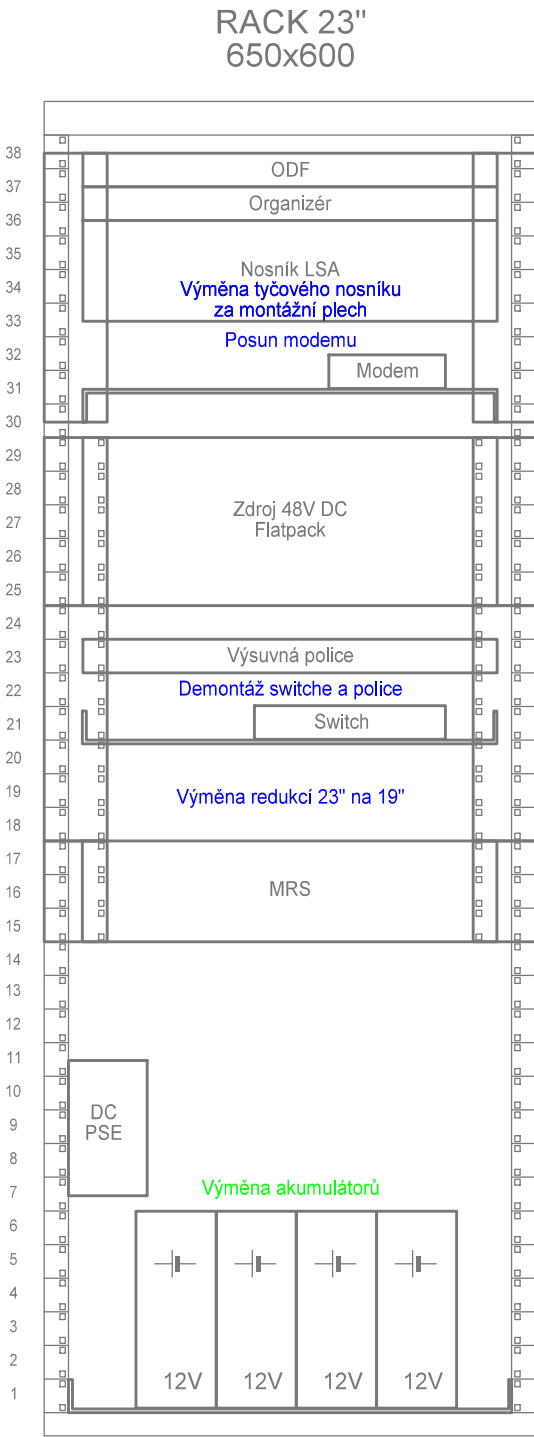 RACK 23"
650x600
38
ODF
37
Organizér
36
35
Nosník LSA
34
Výměna tyčového nosníku
za montážní plech
33
Posun modemu
32
Modem
31
30
29
28
Zdroj 48V DC
27
Flatpack
26
25
24
23
Výsuvná police
22
Demontáž switche a police
21
Switch
20
19
Výměna redukcí 23" na 19"
18
17
16
MRS
15
14
13
12
11
10
DC
9
PSE
8
7
Výměna akumulátorů
6
5
4
3
2
12V 12V 12V 12V
1